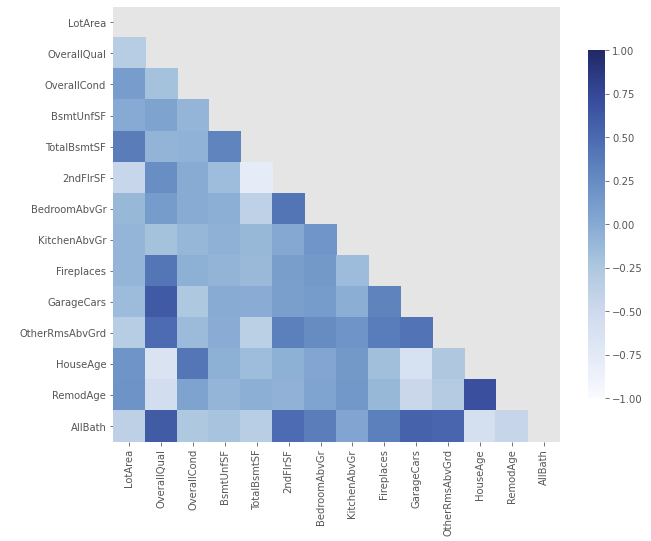 LotArea
OverallQual
OverallCond
BsmtUnfSF
TotalBsmtSF
2ndFlrSF
BedroomAbvGr
KitchenAbvGr
Fireplaces
GarageCars
OtherRmsAbvGrd
HouseAge
RemodAge
AllBath
LotArea
OverallQual
OverallCond
BsmtUnfSF
TotalBsmtSF
2ndFlrSF
BedroomAbvGr
KitchenAbvGr
Fireplaces
GarageCars
OtherRmsAbvGrd
HouseAge
RemodAge
AllBath
1.00
0.75
0.50
0.25
0.00
−0.25
−0.50
−0.75
−1.00